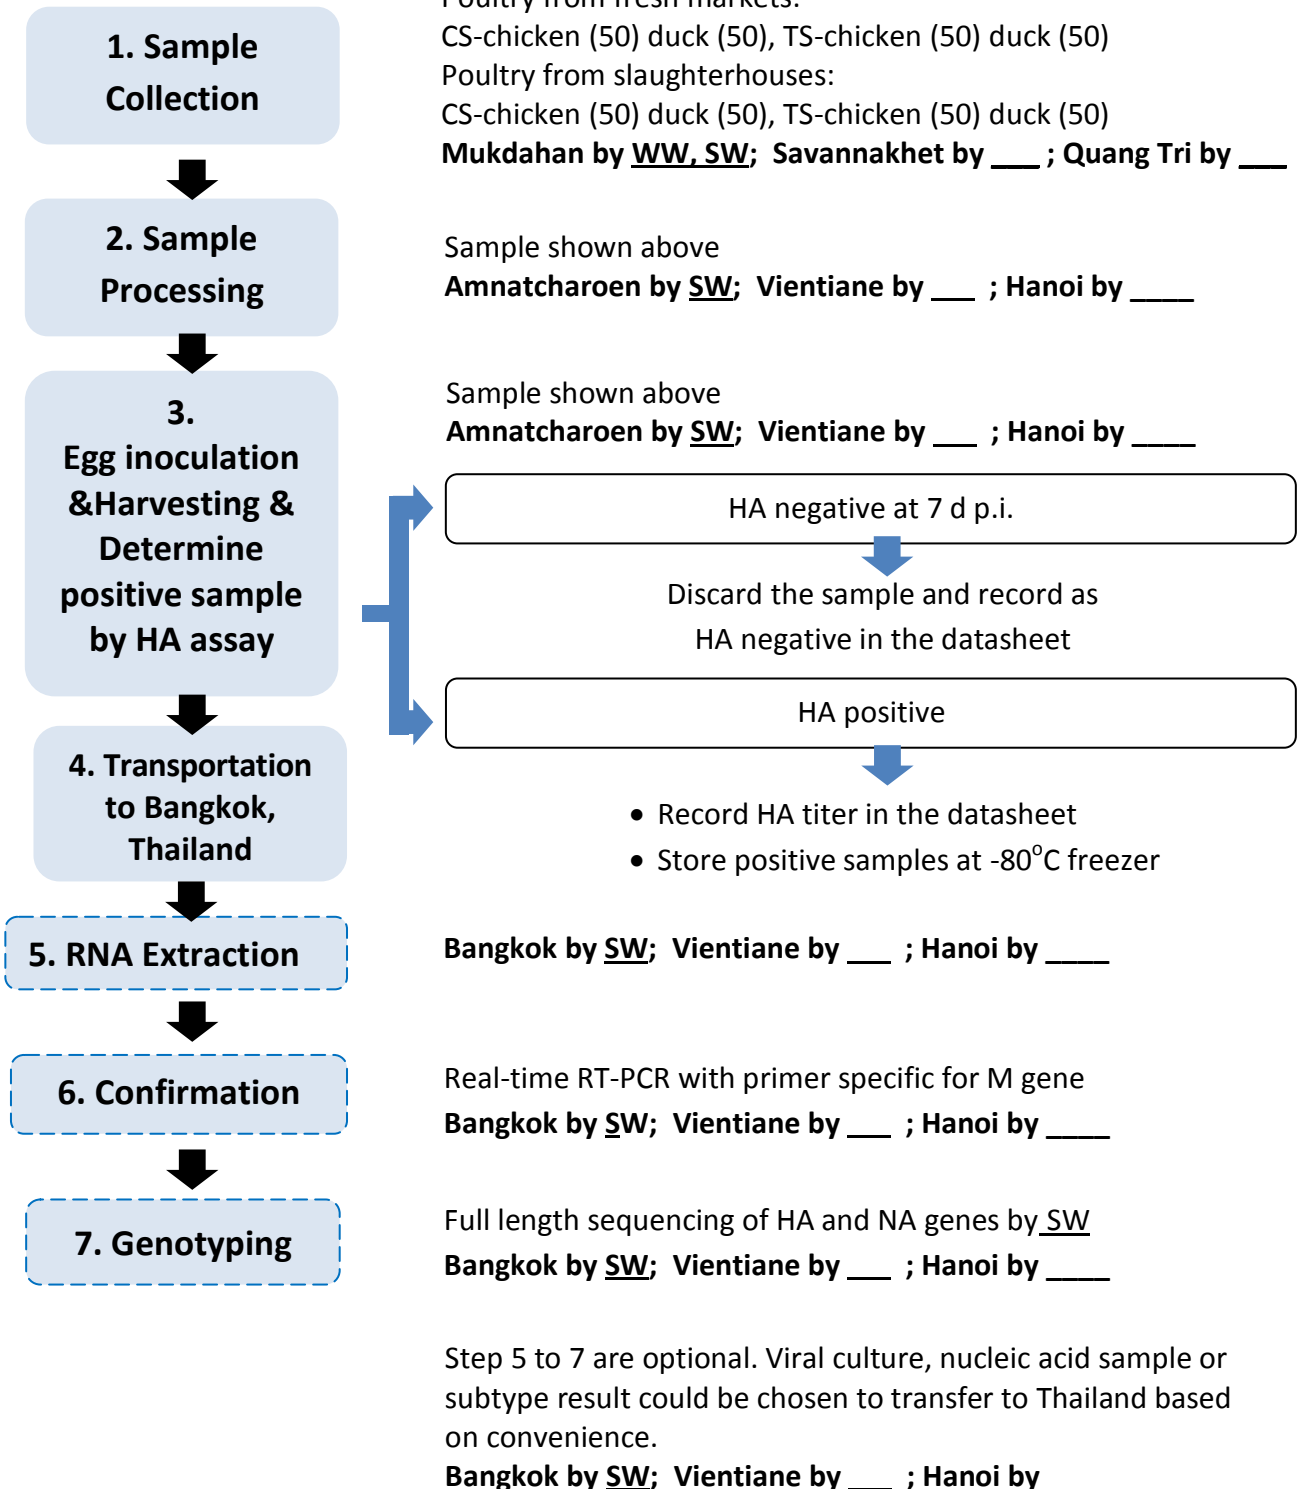 Poultry from fresh markets:
1. Sample
Collection
CS-chicken (50) duck (50), TS-chicken (50) duck (50)
Poultry from slaughterhouses:
CS-chicken (50) duck (50), TS-chicken (50) duck (50)
Mukdahan by WW, SW;  Savannakhet by ___ ; Quang Tri by ___
2. Sample
Processing
Sample shown above
Amnatcharoen by SW;  Vientiane by ___ ; Hanoi by ____
3.
Egg inoculation
&Harvesting &
Determine
positive sample
by HA assay
Sample shown above
Amnatcharoen by SW;  Vientiane by ___ ; Hanoi by ____
HA negative at 7 d p.i.
Discard the sample and record as
HA negative in the datasheet
HA positive
• Record HA titer in the datasheet
• Store positive samples at -80°C freezer
4. Transportation
to Bangkok,
Thailand
5. RNA Extraction
Bangkok by SW;  Vientiane by ___ ; Hanoi by ____
6. Confirmation
Real-time RT-PCR with primer specific for M gene
Bangkok by SW;  Vientiane by ___ ; Hanoi by ____
7. Genotyping
Full length sequencing of HA and NA genes by SW
Bangkok by SW;  Vientiane by ___ ; Hanoi by ____
Step 5 to 7 are optional. Viral culture, nucleic acid sample or
subtype result could be chosen to transfer to Thailand based
on convenience.
Bangkok by SW;  Vientiane by ___ ; Hanoi by